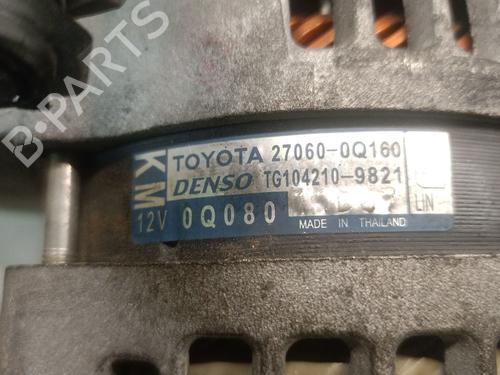 B-PARTS
KM
TOYOTA 27060-0Q160
DENSO TG104210-9821
12V 0Q080
LIN
MADE IN THAILAND